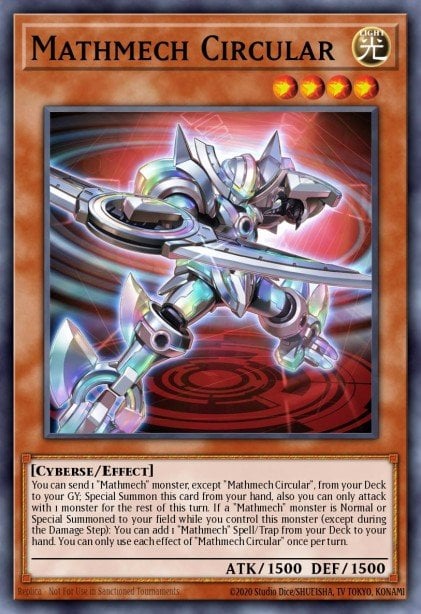 Mathmech Circular
LIGHT
光
[Cyberse/Effect]
You can send 1 "Mathmech" monster, except "Mathmech Circular", from your Deck
to your GY; Special Summon this card from your hand, also you can only attack
with 1 monster for the rest of this turn. If a "Mathmech" monster is Normal or
Special Summoned to your field while you control this monster (except during
the Damage Step): You can add 1 "Mathmech" Spell/Trap from your Deck to your
hand. You can only use each effect of "Mathmech Circular" once per turn.
ATK/1500 DEF/1500
Replica - Not For Use in Sanctioned Tournaments
©2020 Studio Dice/SHUEISHA, TV TOKYO, KONAMI